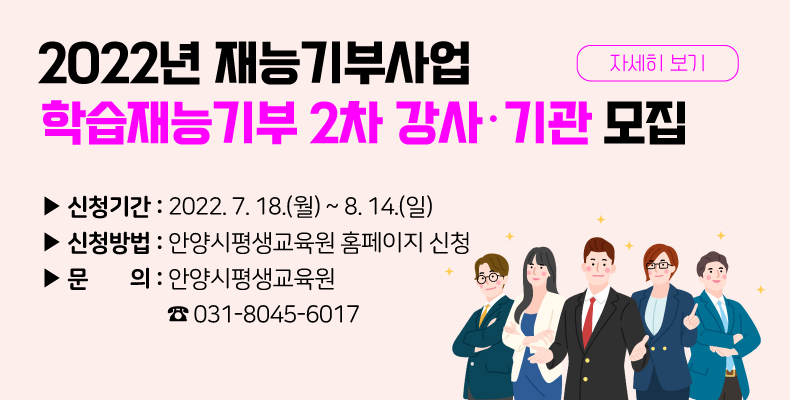 2022년 재능기부사업
자세히 보기
학습재능기부 2차 강사·기관 모집
▶ 신청기간 : 2022. 7. 18.(월) ~ 8. 14.(일)
▶ 신청방법 : 안양시평생교육원 홈페이지 신청
▶ 문 의 : 안양시평생교육원
☎ 031-8045-6017